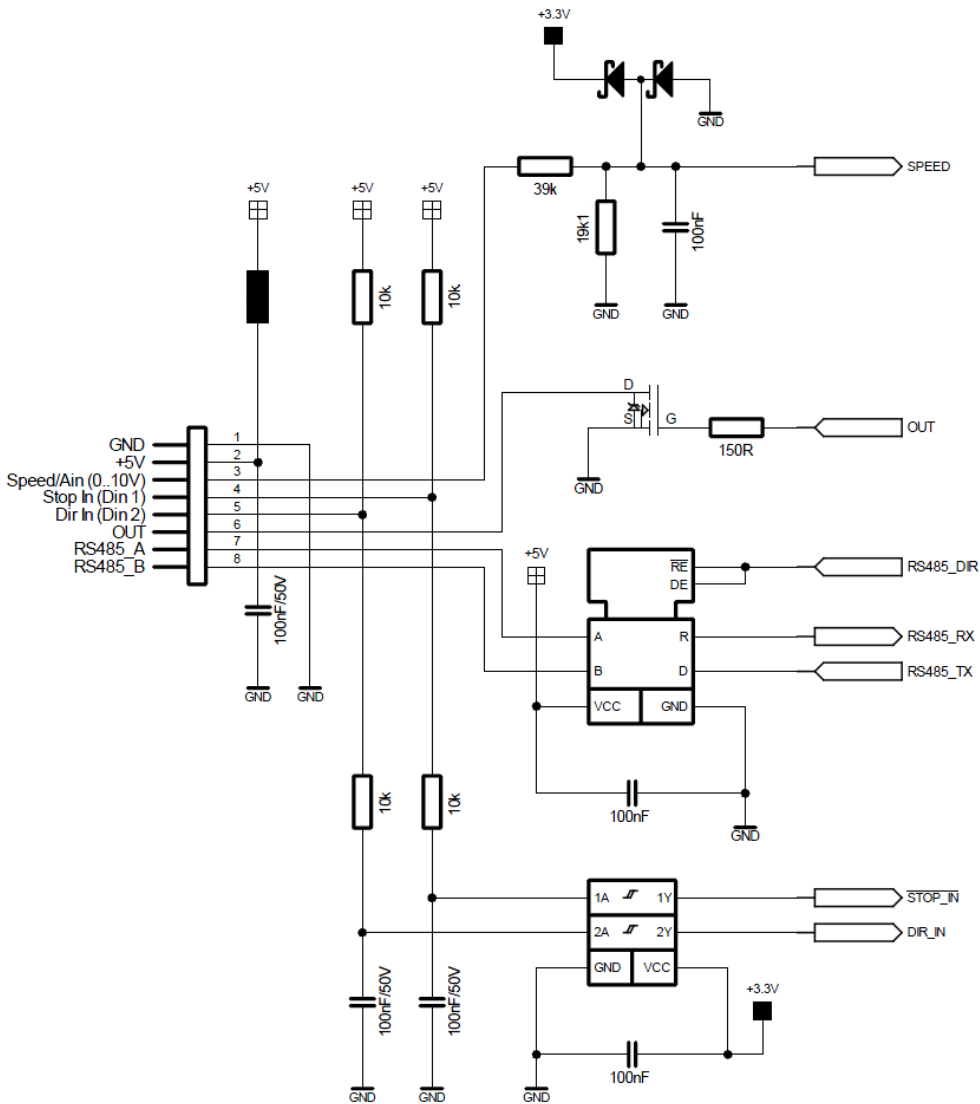 +3.3V
GND
SPEED
39k
19k1
100nF
GND
GND
+5V
+5V
+5V
10k
10k
D
S
G
150R
OUT
GND
GND
1
+5V
2
Speed/Ain (0..10V)
3
Stop In (Din 1)
4
Dir In (Din 2)
5
OUT
6
RS485_A
7
RS485_B
8
100nF/50V
GND
GND
+5V
RE
DE
RS485_DIR
A
R
RS485_RX
B
D
RS485_TX
VCC
GND
100nF
GND
10k
10k
1A
1Y
STOP_IN
2A
2Y
DIR_IN
GND
VCC
+3.3V
100nF/50V
100nF/50V
100nF
GND
GND
GND